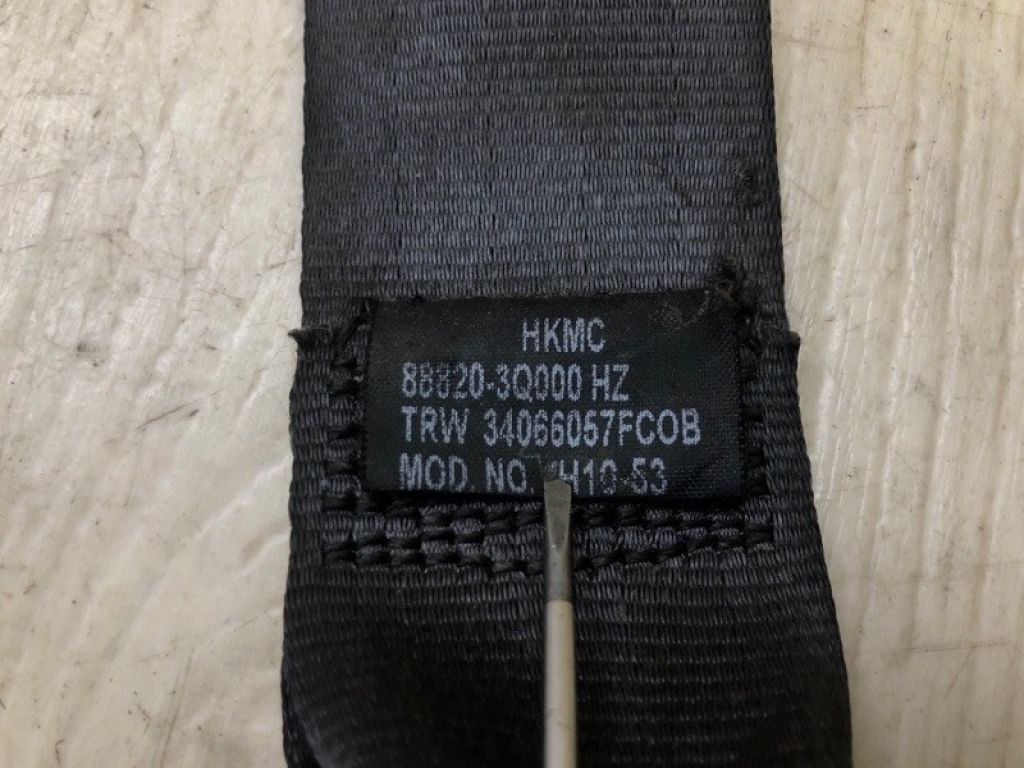 HKMC
88820-3Q000 HZ
TRW 34066057FCOB
MOD. NO.